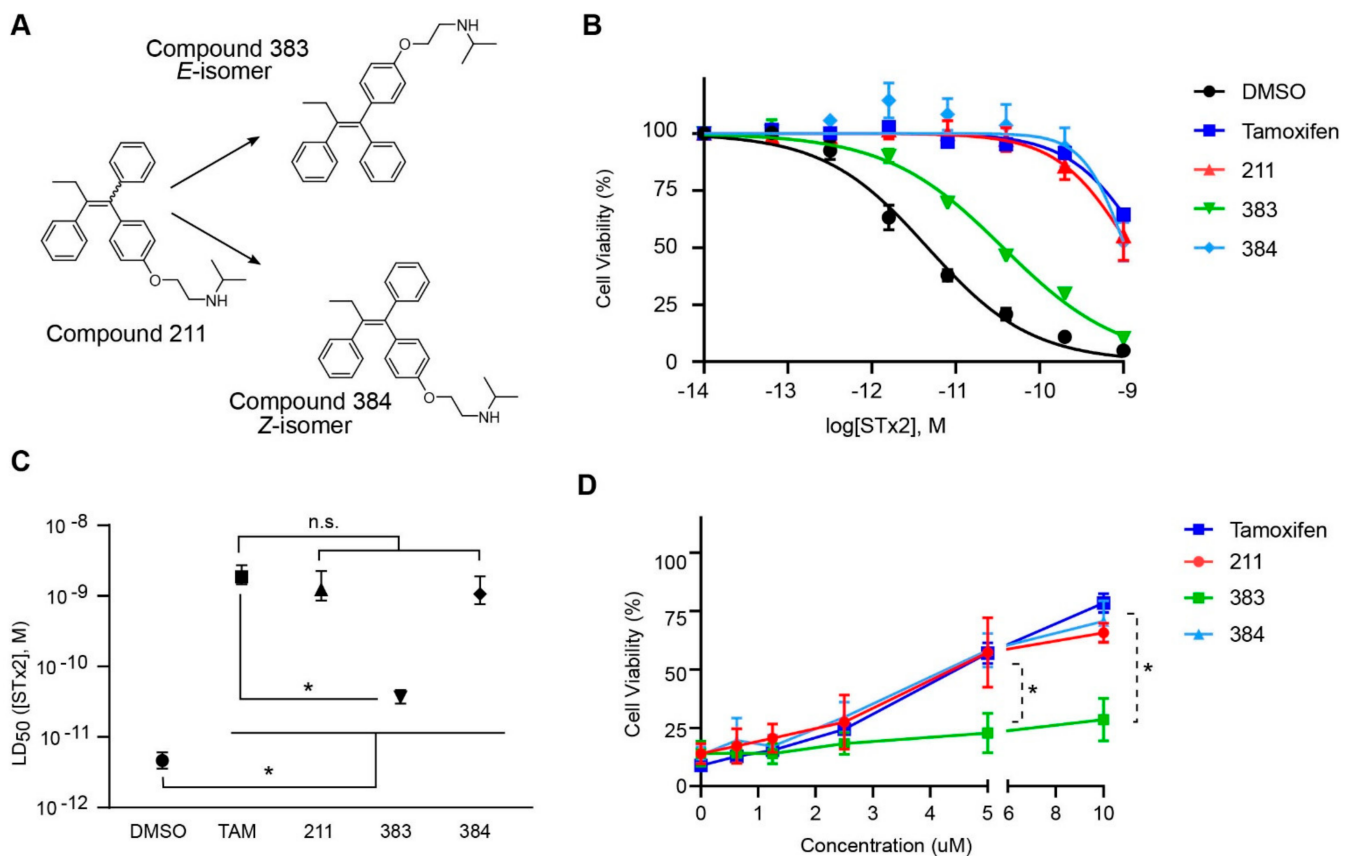 A
Compound 383
E-isomer
NH
O
Compound 211
O
NH
Compound 384
Z-isomer
O
NH
B
Cell Viability (%)
100
75
50
25
0
-14 -13 -12 -11 -10 -9
log[STx2], M
DMSO
Tamoxifen
211
383
384
C
LD50 ([STx2], M)
10-8
10-9
10-10
10-11
10-12
n.s.
*
*
DMSO TAM 211 383 384
D
Cell Viability (%)
100
75
50
25
0
0 1 2 3 4 5 6 8 10
Concentration (uM)
*
*
Tamoxifen
211
383
384